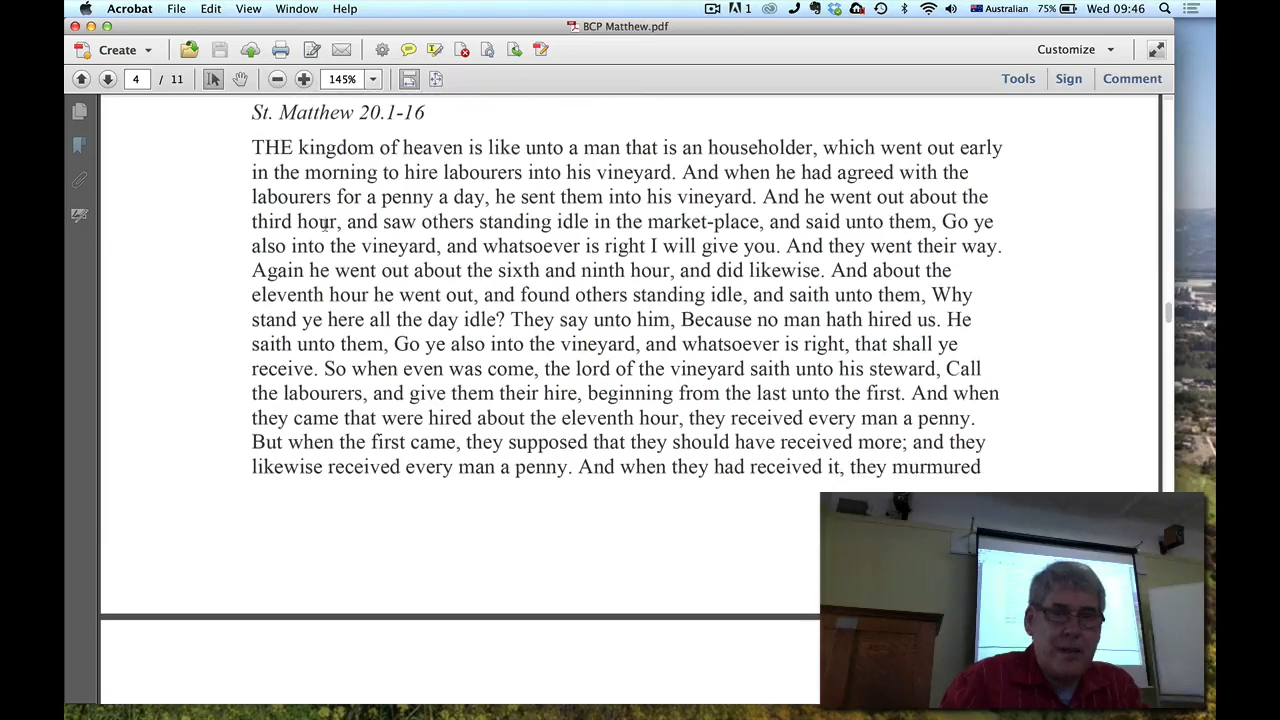 Acrobat File Edit View Window Help 1 Australian 75% Wed 09:46
BCP Matthew.pdf
Create Customize
4 / 11 145% Tools Sign Comment
St. Matthew 20.1-16
THE kingdom of heaven is like unto a man that is an householder, which went out early
in the morning to hire labourers into his vineyard. And when he had agreed with the
labourers for a penny a day, he sent them into his vineyard. And he went out about the
third hour, and saw others standing idle in the market-place, and said unto them, Go ye
also into the vineyard, and whatsoever is right I will give you. And they went their way.
Again he went out about the sixth and ninth hour, and did likewise. And about the
eleventh hour he went out, and found others standing idle, and saith unto them, Why
stand ye here all the day idle? They say unto him, Because no man hath hired us. He
saith unto them, Go ye also into the vineyard, and whatsoever is right, that shall ye
receive. So when even was come, the lord of the vineyard saith unto his steward, Call
the labourers, and give them their hire, beginning from the last unto the first. And when
they came that were hired about the eleventh hour, they received every man a penny.
But when the first came, they supposed that they should have received more; and they
likewise received every man a penny. And when they had received it, they murmured